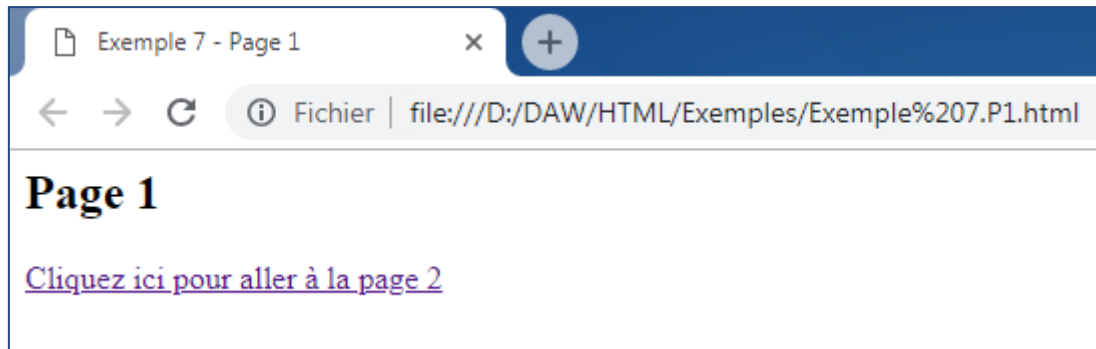 Exemple 7 - Page 1
Fichier file:///D:/DAW/HTML/Exemples/Exemple%207.P1.html
Page 1
Cliquez ici pour aller à la page 2